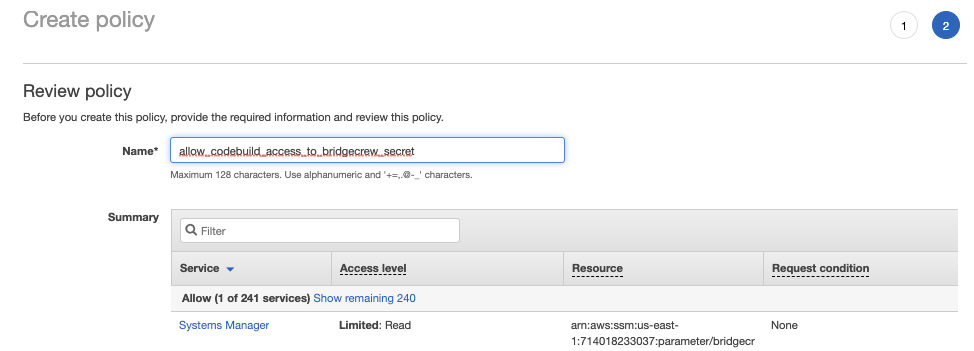 Create policy
1
2
Review policy
Before you create this policy, provide the required information and review this policy.
Name*
allow_codebuild_access_to_bridgecrew_secret
Maximum 128 characters. Use alphanumeric and '+=,.@-_' characters.
Summary
Filter
Service Access level Resource Request condition
Allow (1 of 241 services) Show remaining 240
Systems Manager Limited: Read arn:aws:ssm:us-east- None
1:714018233037:parameter/bridgecr